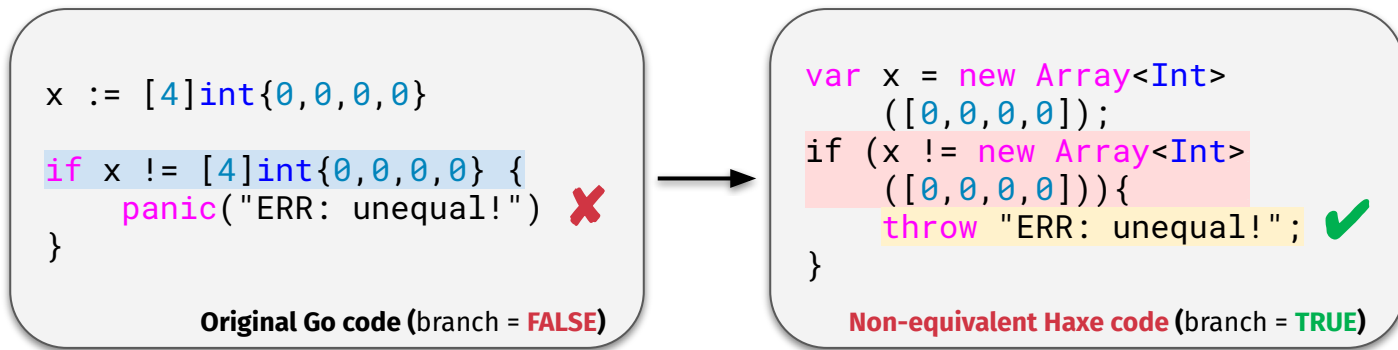 x := [4]int{0,0,0,0}
if x != [4]int{0,0,0,0} {
    panic("ERR: unequal!") ✘
}
Original Go code (branch = FALSE)
var x = new Array<Int>
    ([0,0,0,0]);
if (x != new Array<Int>
    ([0,0,0,0])){
    throw "ERR: unequal!"; ✔
}
Non-equivalent Haxe code (branch = TRUE)